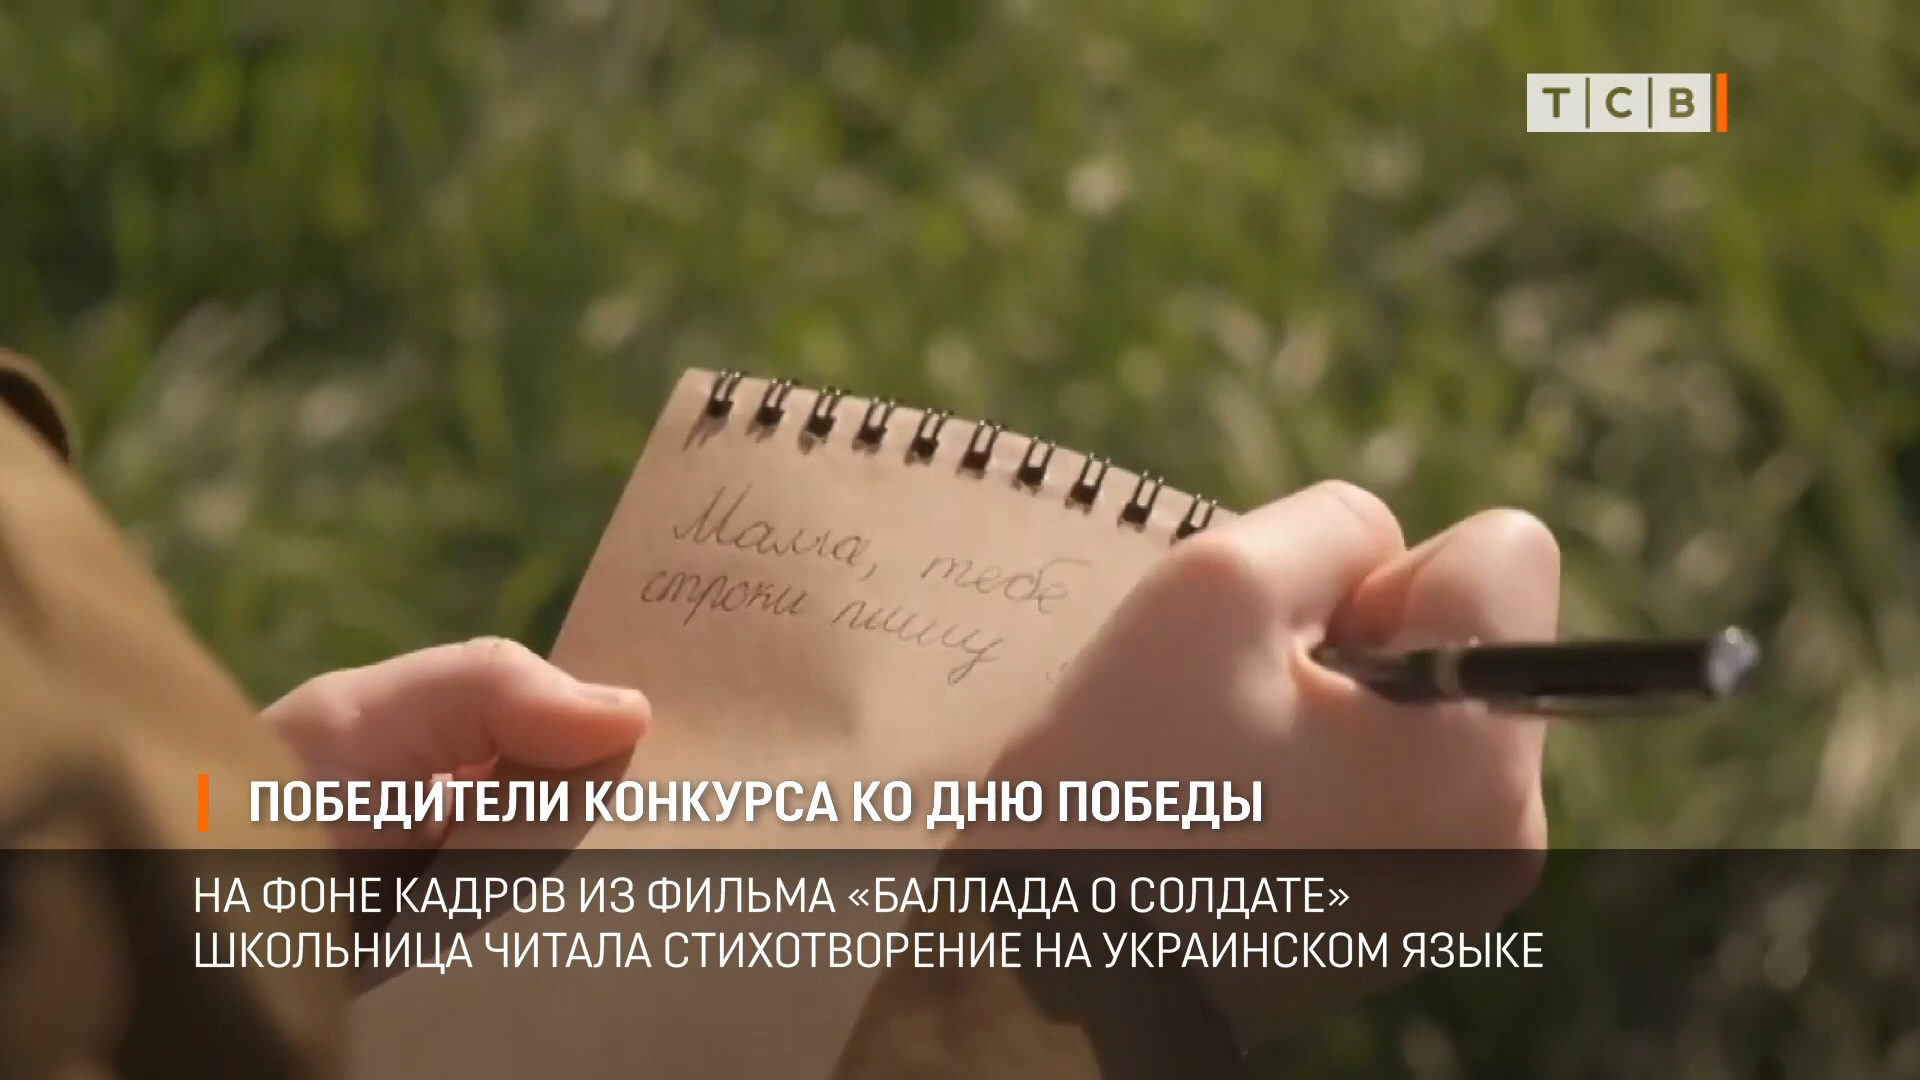 Т|С|В
Мама, тебе
строки пишу
ПОБЕДИТЕЛИ КОНКУРСА КО ДНЮ ПОБЕДЫ
НА ФОНЕ КАДРОВ ИЗ ФИЛЬМА «БАЛЛАДА О СОЛДАТЕ»
ШКОЛЬНИЦА ЧИТАЛА СТИХОТВОРЕНИЕ НА УКРАИНСКОМ ЯЗЫКЕ